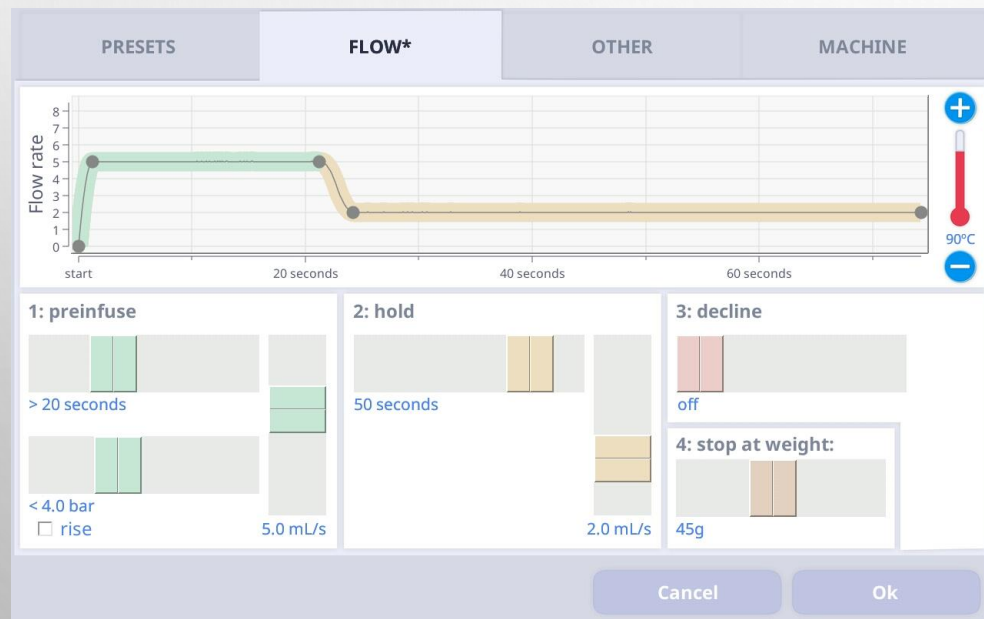 PRESETS
FLOW*
OTHER
MACHINE
Flow rate
8
7
6
5
4
3
2
1
0
start
20 seconds
40 seconds
60 seconds
90°C
1: preinfuse
> 20 seconds
< 4.0 bar
rise
5.0 mL/s
2: hold
50 seconds
2.0 mL/s
3: decline
off
4: stop at weight:
45g
Cancel
Ok